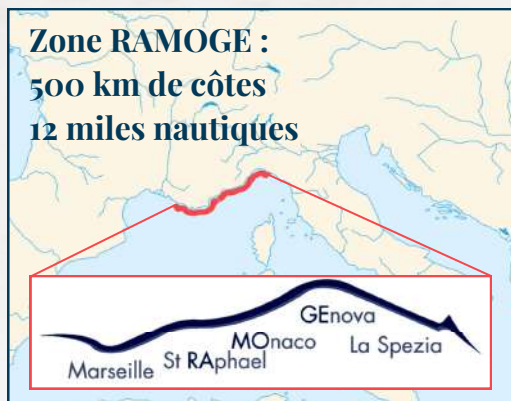 Zone RAMOGE :
500 km de côtes
12 miles nautiques
GEnova
MOnaco
La Spezia
St RAphael
Marseille